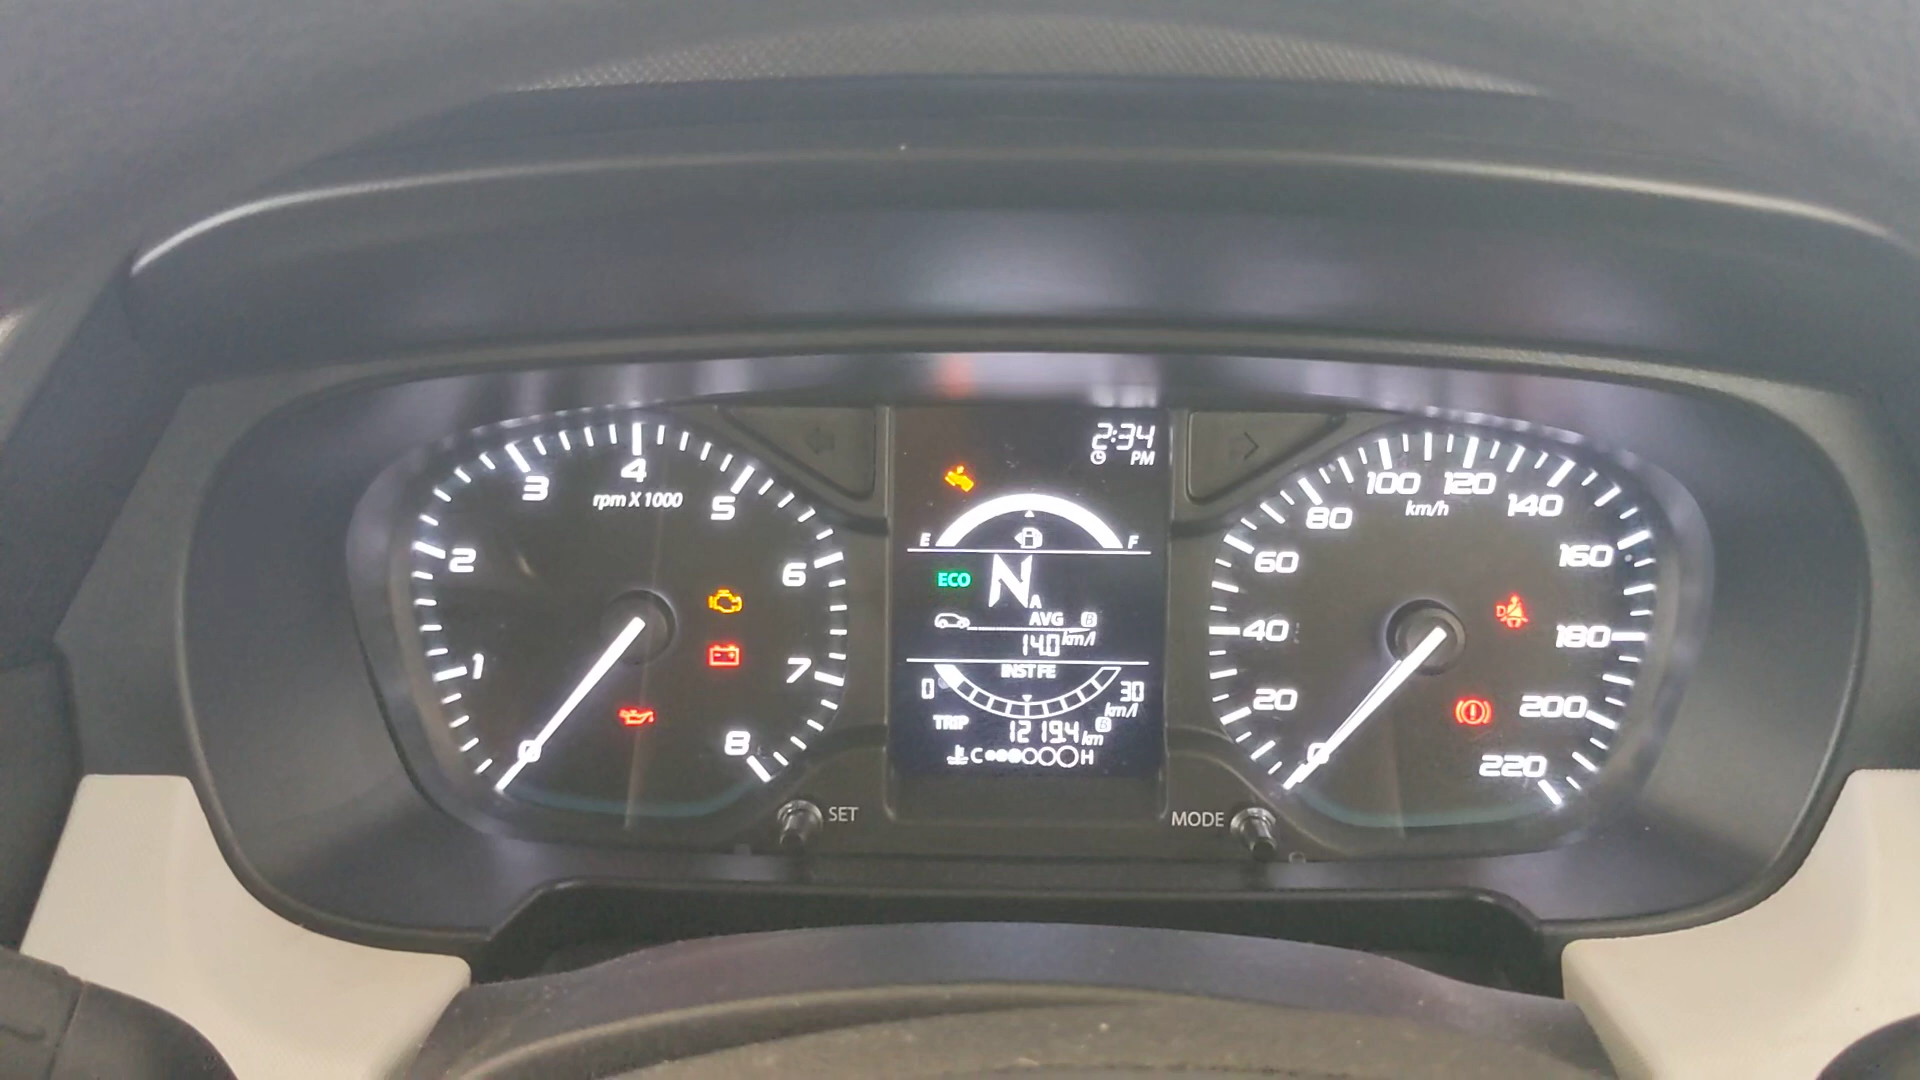 2:34
PM
0
1
2
3
4
5
6
7
8
rpm X 1000
E F
ECO N A
AVG B
14.0 km/l
INST FE
0 30
km/l
TRIP B
1219.4 km
C H
SET
MODE
0
20
40
60
80
100
120
140
160
180
200
220
km/h
D